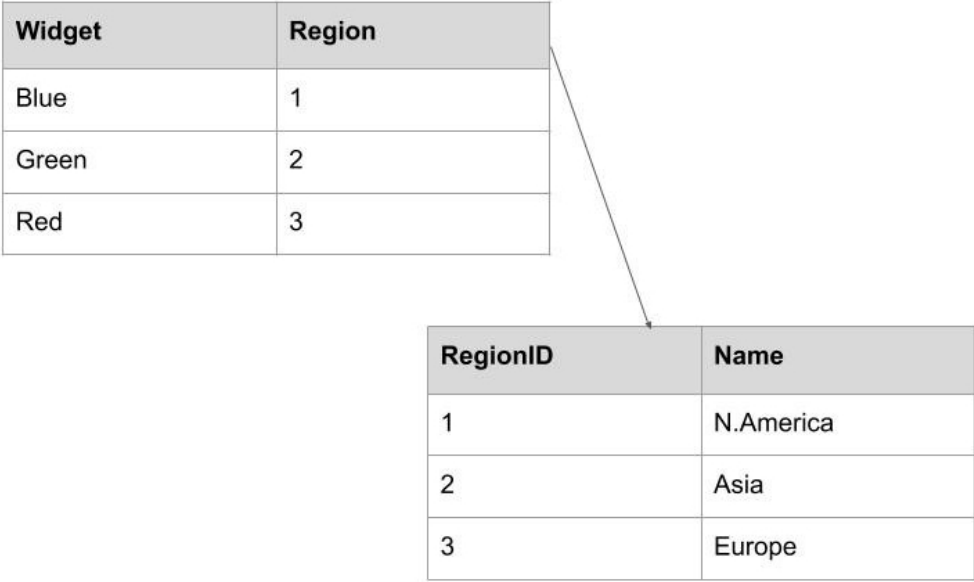 Widget Region
Blue 1
Green 2
Red 3
RegionID Name
1 N.America
2 Asia
3 Europe